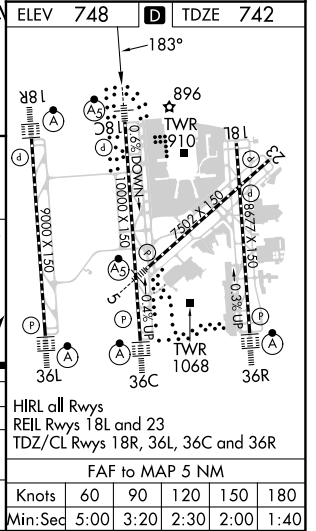 ELEV 748 D TDZE 742
183°
896
18R
A
A5
18C
TWR
910
18L
23
P
P
P
P
0.6% DOWN
9000 X 150
10000 X 150
7502 X 150
8677 X 150
P
A5
5
0.4% UP
0.3% UP
P
P
P
A
A
A
TWR
1068
36L
36C
36R
HIRL all Rwys
REIL Rwys 18L and 23
TDZ/CL Rwys 18R, 36L, 36C and 36R
FAF to MAP 5 NM
Knots 60 90 120 150 180
Min:Sec 5:00 3:20 2:30 2:00 1:40